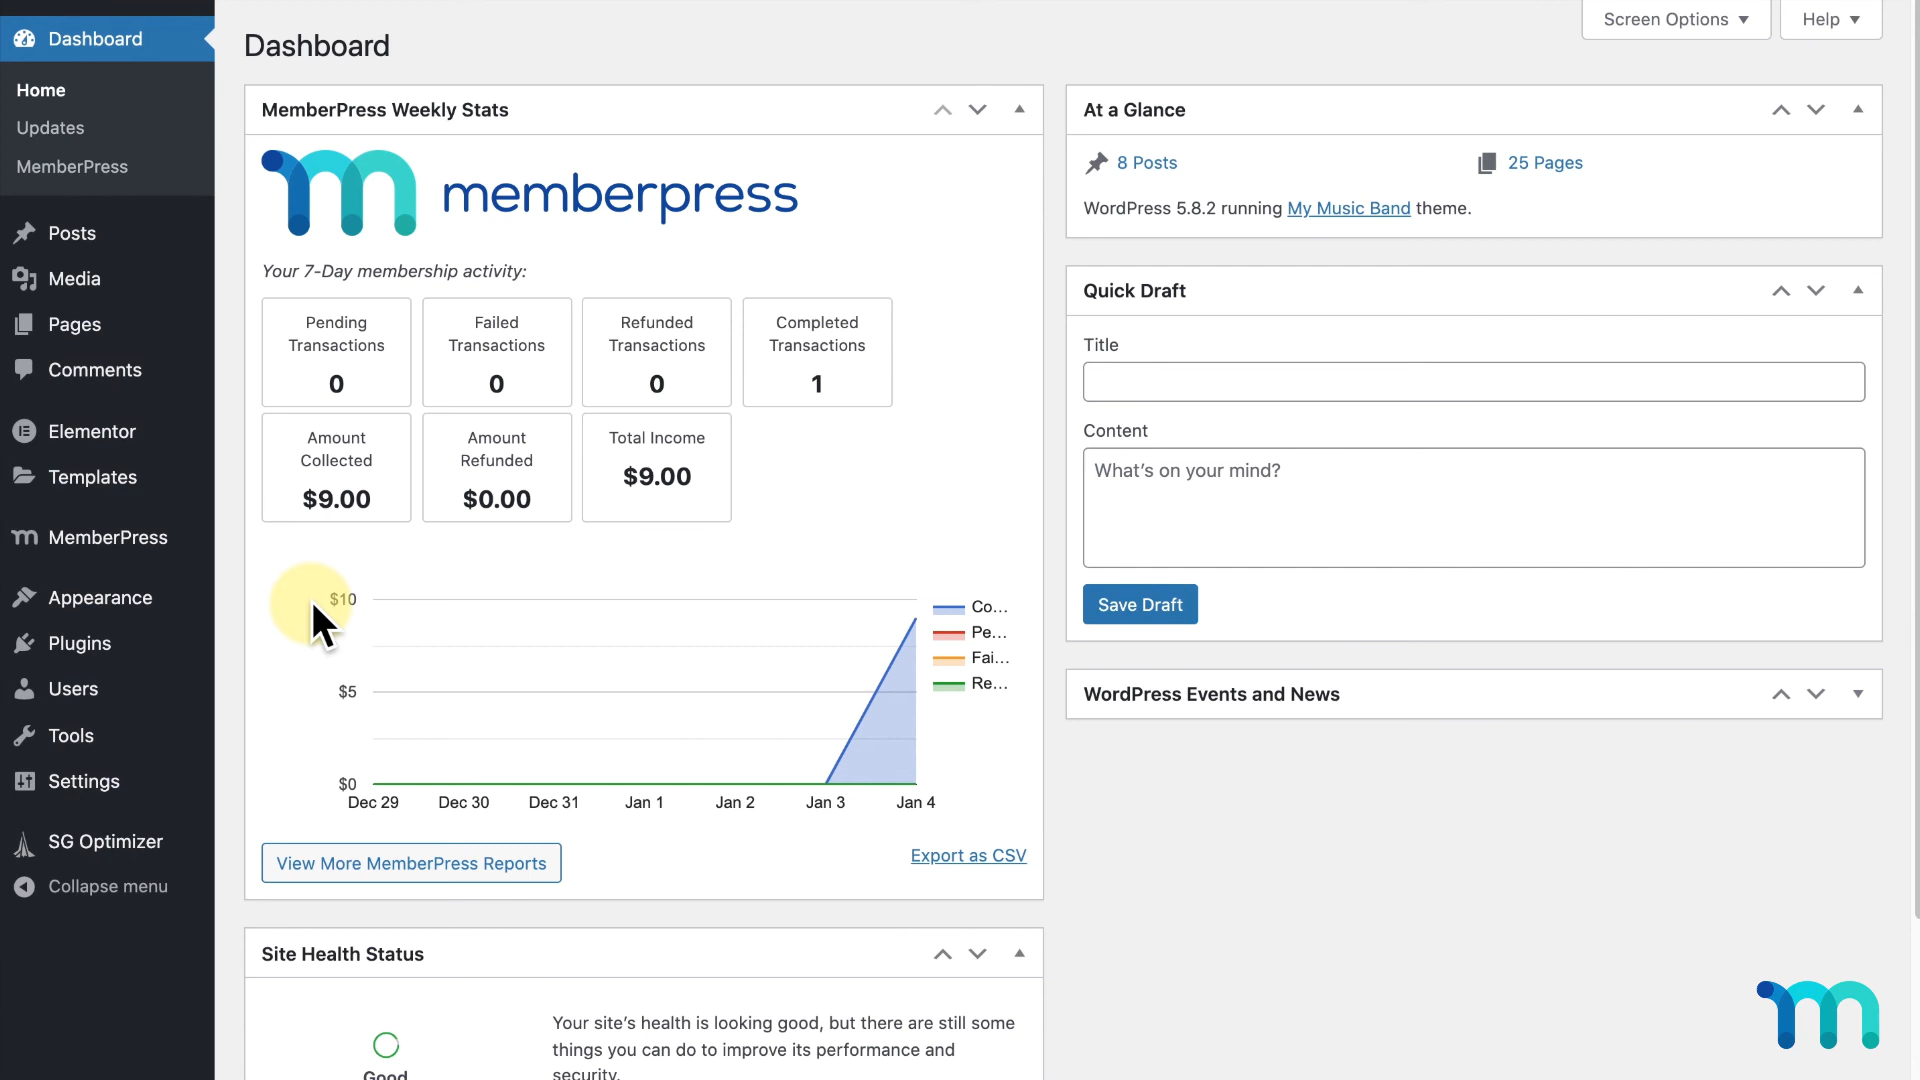 Dashboard
Home
Updates
MemberPress
Posts
Media
Pages
Comments
Elementor
Templates
MemberPress
Appearance
Plugins
Users
Tools
Settings
SG Optimizer
Collapse menu
Screen Options
Help
Dashboard
MemberPress Weekly Stats
memberpress
Your 7-Day membership activity:
Pending
Transactions
0
Failed
Transactions
0
Refunded
Transactions
0
Completed
Transactions
1
Amount
Collected
$9.00
Amount
Refunded
$0.00
Total Income
$9.00
$10
$5
$0
Dec 29 Dec 30 Dec 31 Jan 1 Jan 2 Jan 3 Jan 4
Co...
Pe...
Fai...
Re...
View More MemberPress Reports
Export as CSV
Site Health Status
Good
Your site’s health is looking good, but there are still some
things you can do to improve its performance and
security.
At a Glance
8 Posts
25 Pages
WordPress 5.8.2 running My Music Band theme.
Quick Draft
Title
Content
What’s on your mind?
Save Draft
WordPress Events and News